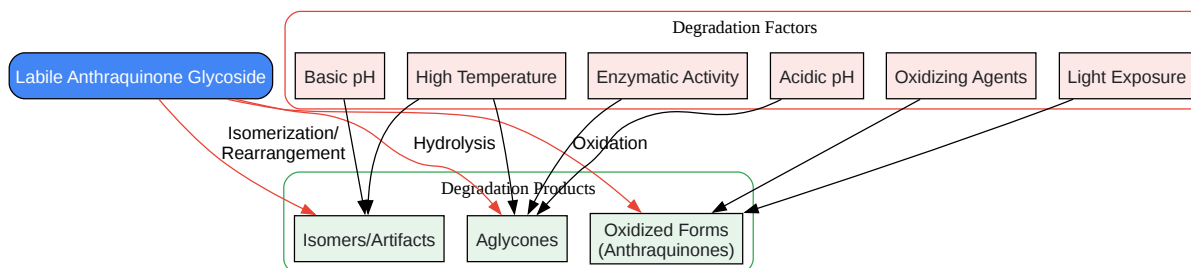 Degradation Factors
Labile Anthraquinone Glycoside
Basic pH
High Temperature
Enzymatic Activity
Acidic pH
Oxidizing Agents
Light Exposure
Isomerization/
Rearrangement
Hydrolysis
Oxidation
Degradation Products
Isomers/Artifacts
Aglycones
Oxidized Forms
(Anthraquinones)